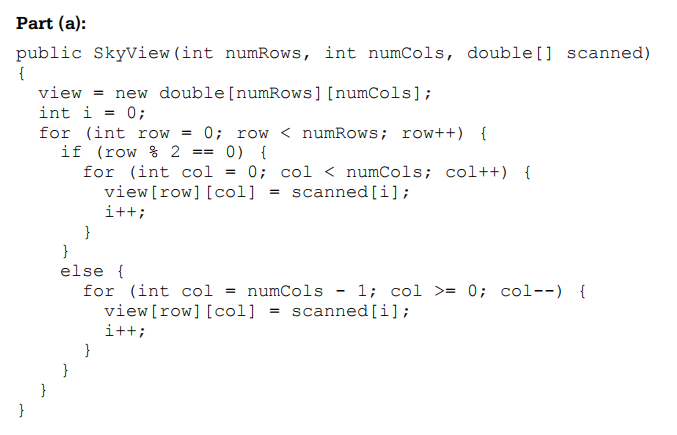 Part (a):
public SkyView(int numRows, int numCols, double[] scanned)
{
  view = new double[numRows][numCols];
  int i = 0;
  for (int row = 0; row < numRows; row++) {
    if (row % 2 == 0) {
      for (int col = 0; col < numCols; col++) {
        view[row][col] = scanned[i];
        i++;
      }
    }
    else {
      for (int col = numCols - 1; col >= 0; col--) {
        view[row][col] = scanned[i];
        i++;
      }
    }
  }
}